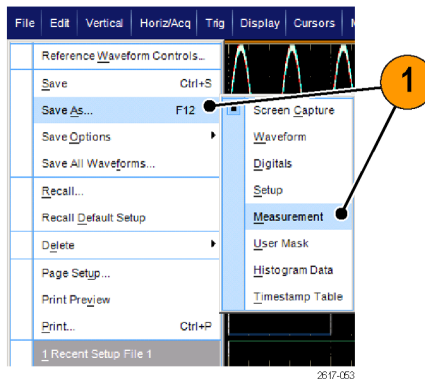 File Edit Vertical Horiz/Acq Trig Display Cursors
Reference Waveform Controls...
Save Ctrl+S
Save As... F12
Save Options
Save All Waveforms...
Recall...
Recall Default Setup
Delete
Page Setup...
Print Preview
Print... Ctrl+P
1 Recent Setup File 1
Screen Capture
Waveform
Digitals
Setup
Measurement
User Mask
Histogram Data
Timestamp Table
1
2617-053